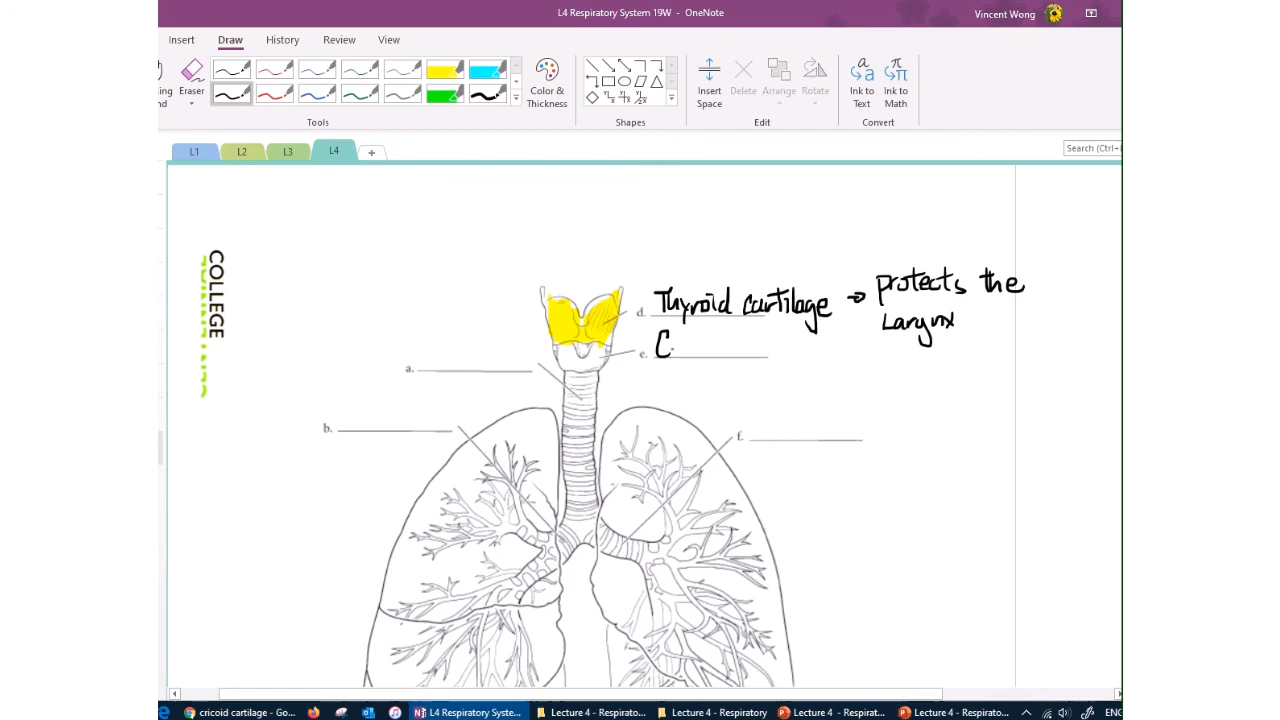 L4 Respiratory System 19W - OneNote
Vincent Wong
Insert Draw History Review View
Eraser
Color & Thickness
Insert Space
Delete
Arrange
Rotate
Ink to Text
Ink to Math
Tools
Shapes
Edit
Convert
L1 L2 L3 L4 +
Search (Ctrl+
COLLEGE
d. Thyroid cartilage → protects the
Larynx
e. C
a.
b.
f.
cricoid cartilage - Go...
L4 Respiratory Syste...
Lecture 4 - Respirato...
Lecture 4 - Respiratory
Lecture 4 - Respirat...
Lecture 4 - Respirato...
ENG